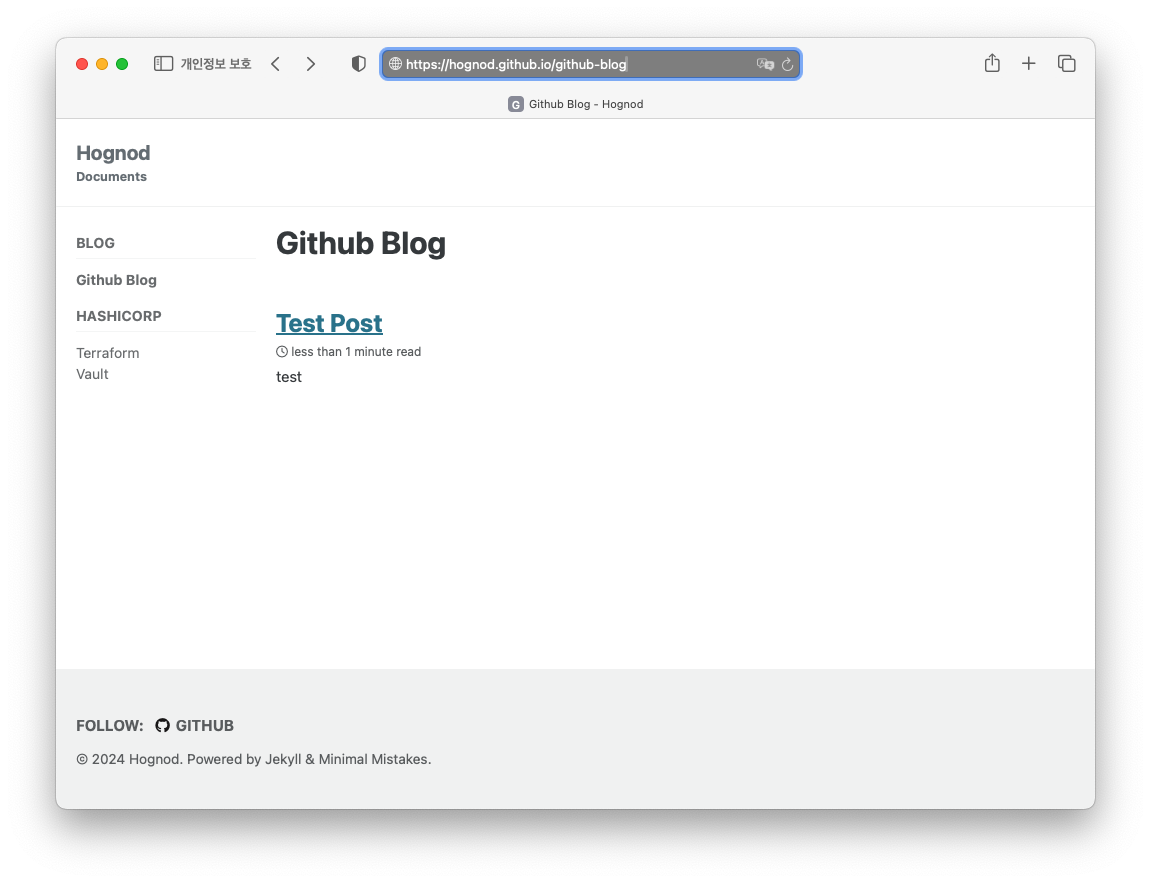 개인정보 보호
https://hognod.github.io/github-blog
G Github Blog - Hognod
Hognod
Documents
BLOG
Github Blog
HASHICORP
Terraform
Vault
Github Blog
Test Post
less than 1 minute read
test
FOLLOW: GITHUB
© 2024 Hognod. Powered by Jekyll & Minimal Mistakes.